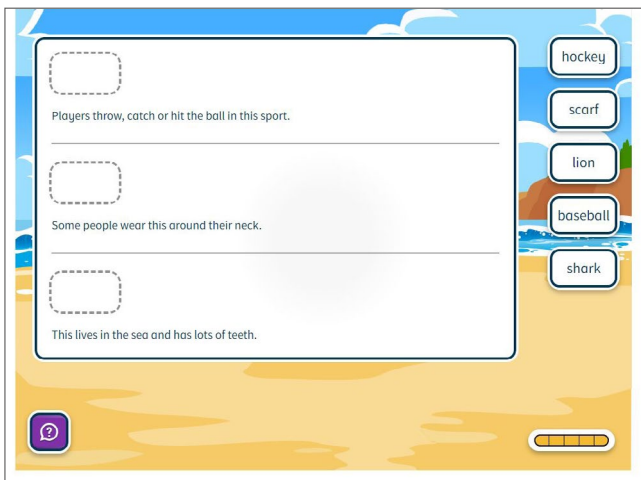 Players throw, catch or hit the ball in this sport.
Some people wear this around their neck.
This lives in the sea and has lots of teeth.
hockey
scarf
lion
baseball
shark
?